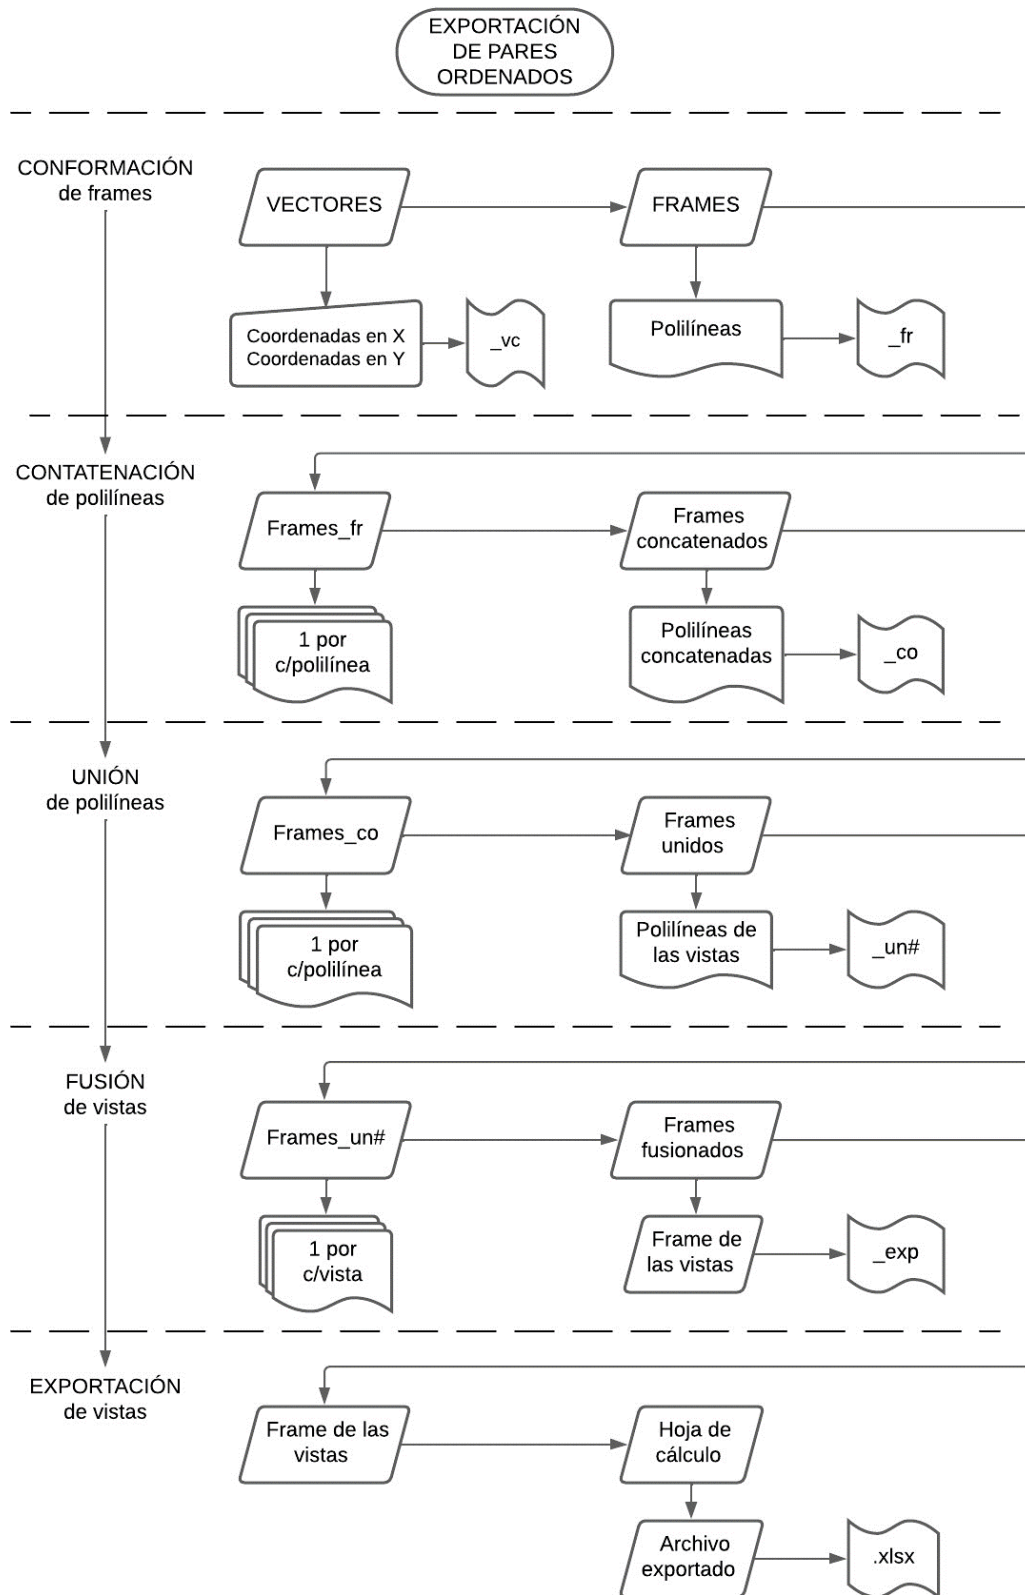 EXPORTACIÓN
DE PARES
ORDENADOS
CONFORMACIÓN
de frames
VECTORES
FRAMES
Coordenadas en X
Coordenadas en Y
_vc
Polilíneas
_fr
CONTATENACIÓN
de polilíneas
Frames_fr
Frames
concatenados
1 por
c/polilínea
Polilíneas
concatenadas
_co
UNIÓN
de polilíneas
Frames_co
Frames
unidos
1 por
c/polilínea
Polilíneas de
las vistas
_un#
FUSIÓN
de vistas
Frames_un#
Frames
fusionados
1 por
c/vista
Frame de
las vistas
_exp
EXPORTACIÓN
de vistas
Frame de las
vistas
Hoja de
cálculo
Archivo
exportado
.xlsx